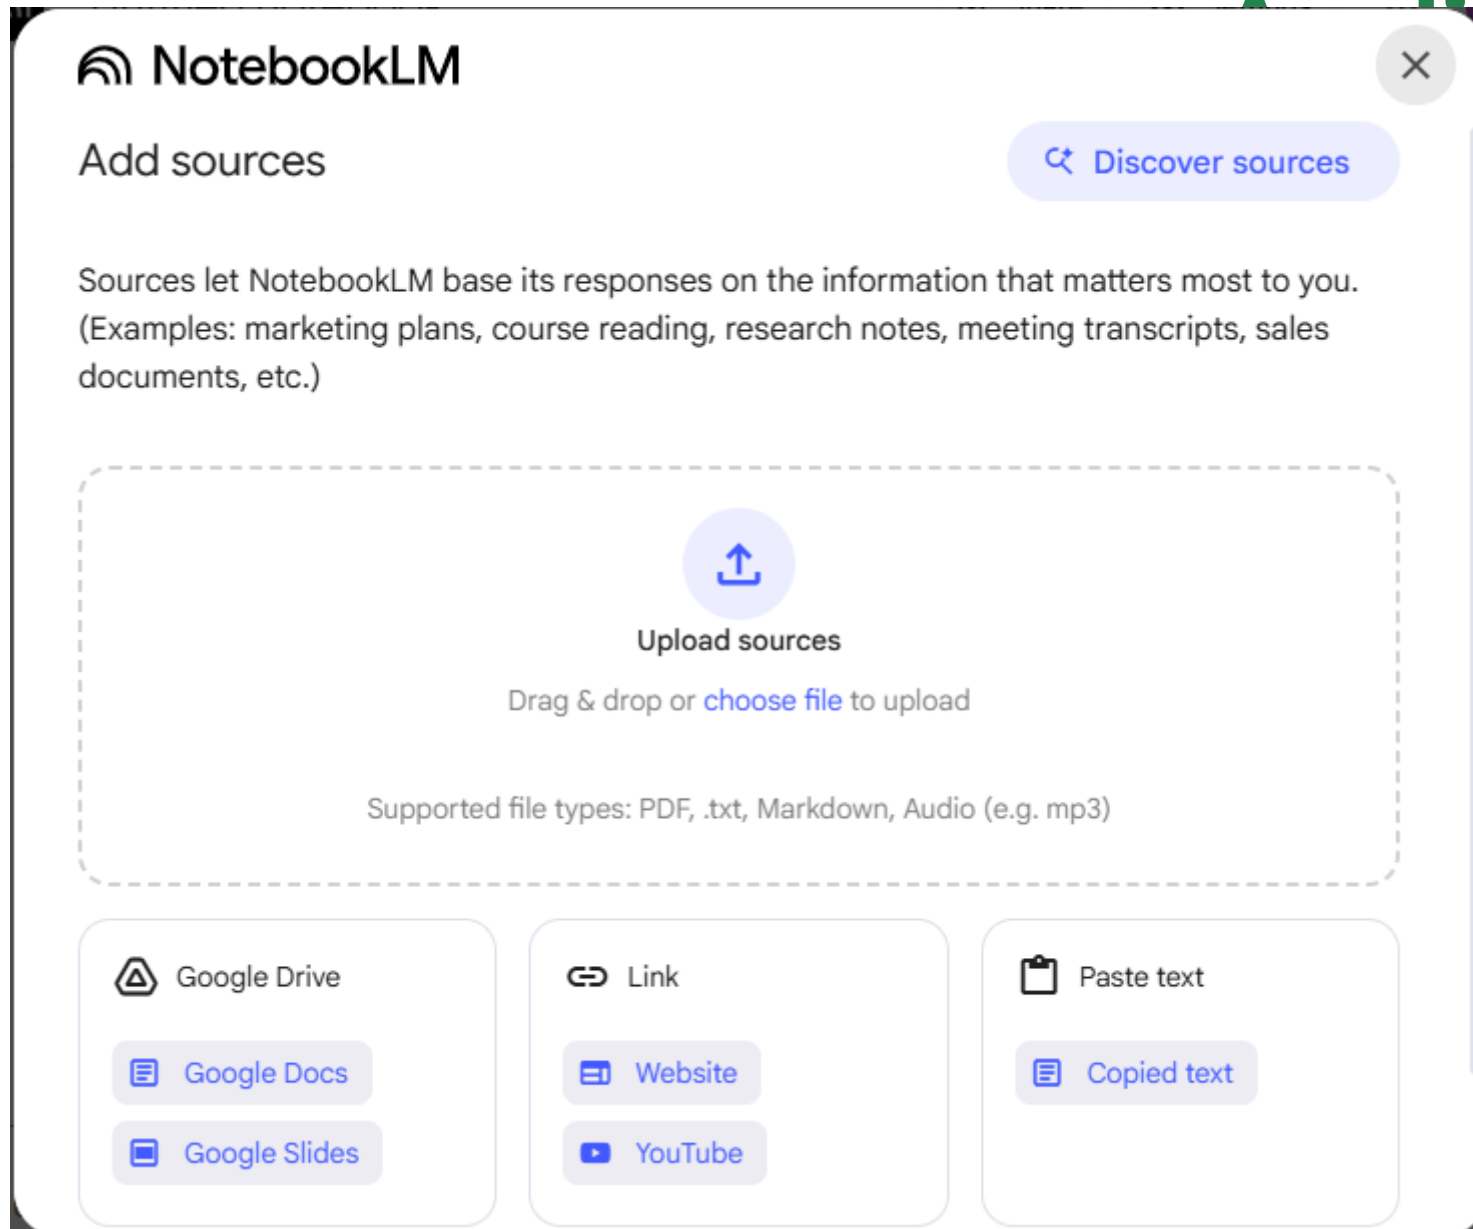 NotebookLM
Add sources
Discover sources
Sources let NotebookLM base its responses on the information that matters most to you.
(Examples: marketing plans, course reading, research notes, meeting transcripts, sales
documents, etc.)
Upload sources
Drag & drop or choose file to upload
Supported file types: PDF, .txt, Markdown, Audio (e.g. mp3)
Google Drive
Google Docs
Google Slides
Link
Website
YouTube
Paste text
Copied text